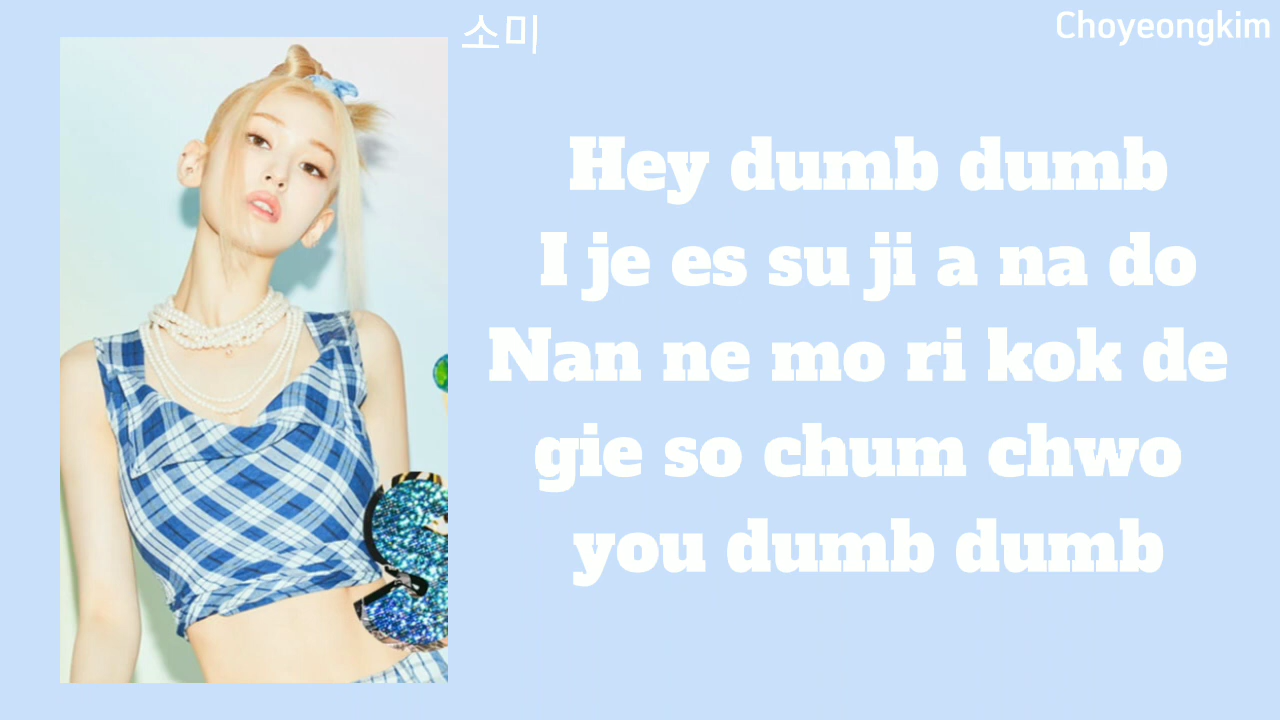 소미
Choyeongkim
Hey dumb dumb
I je es su ji a na do
Nan ne mo ri kok de
gie so chum chwo
you dumb dumb